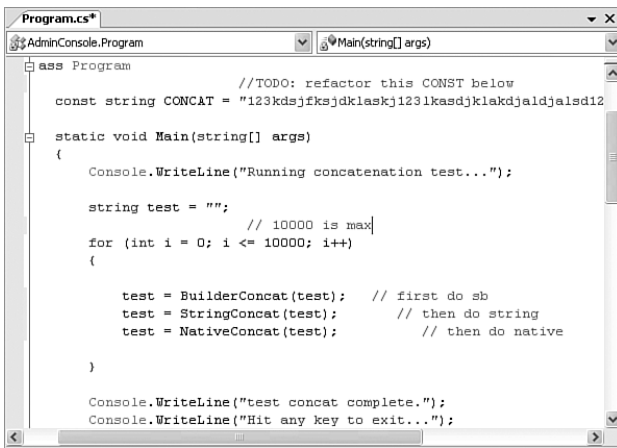 Program.cs*
AdminConsole.Program
Main(string[] args)
ass Program
//TODO: refactor this CONST below
const string CONCAT = "123kdsjfksjdklaskj1231kasdjklakdjaldjalsd12
static void Main(string[] args)
{
Console.WriteLine("Running concatenation test...");
string test = "";
// 10000 is max
for (int i = 0; i <= 10000; i++)
{
test = BuilderConcat(test); // first do sb
test = StringConcat(test); // then do string
test = NativeConcat(test); // then do native
}
Console.WriteLine("test concat complete.");
Console.WriteLine("Hit any key to exit...");